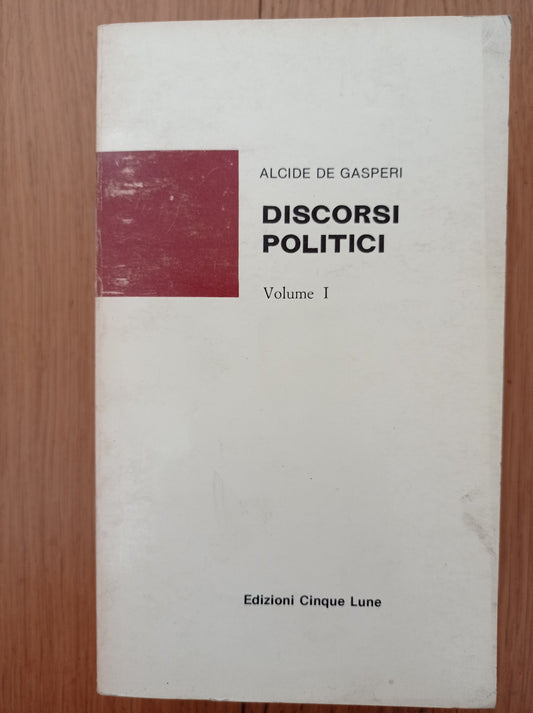 ALCIDE DE GASPERI
DISCORSI
POLITICI
Volume I
Edizioni Cinque Lune